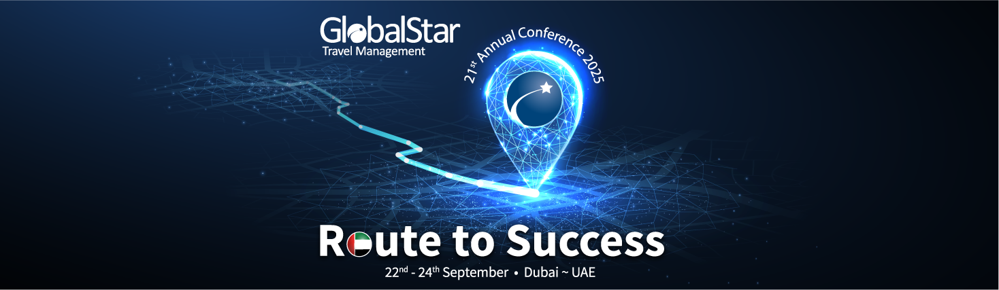 GlobalStar
Travel Management
21st Annual Conference 2025
Route to Success
22nd - 24th September • Dubai ~ UAE